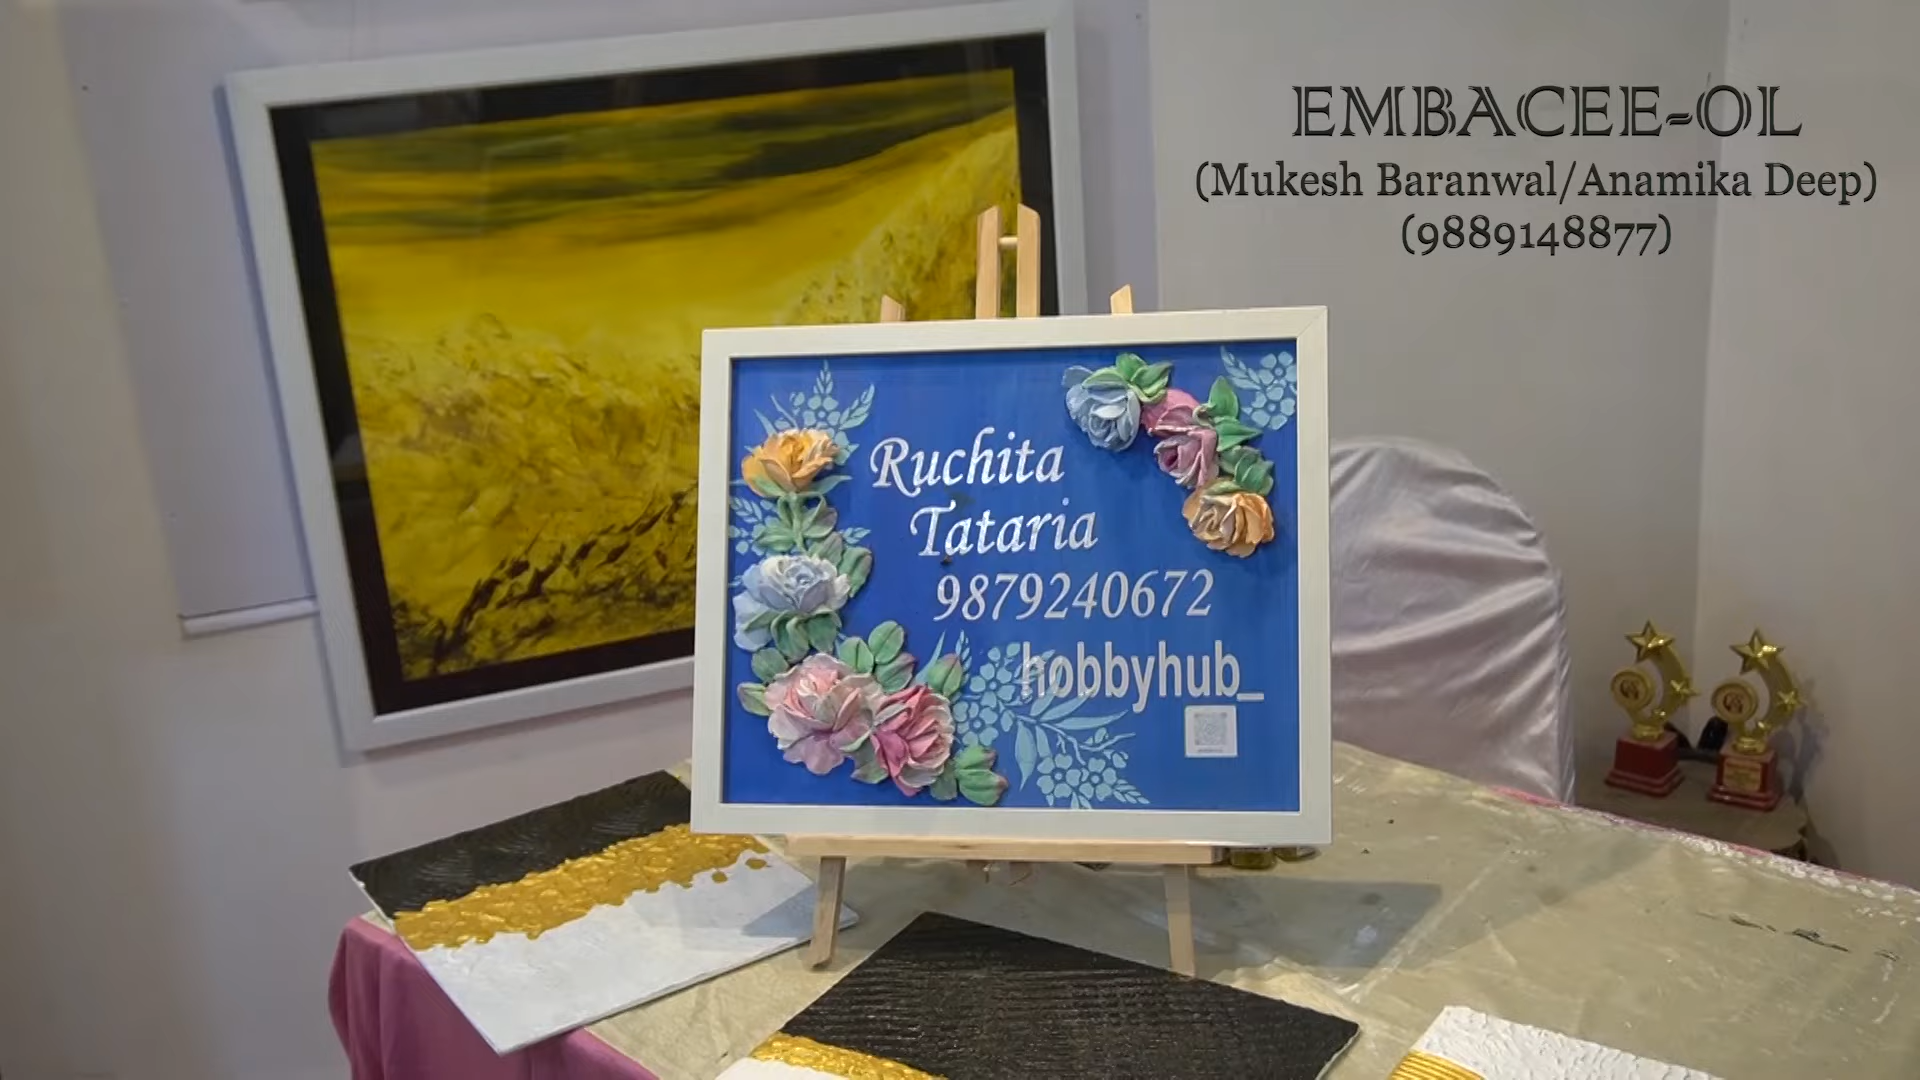 EMBACEE-OL
(Mukesh Baranwal/Anamika Deep)
(9889148877)
Ruchita
Tataria
9879240672
hobbyhub_